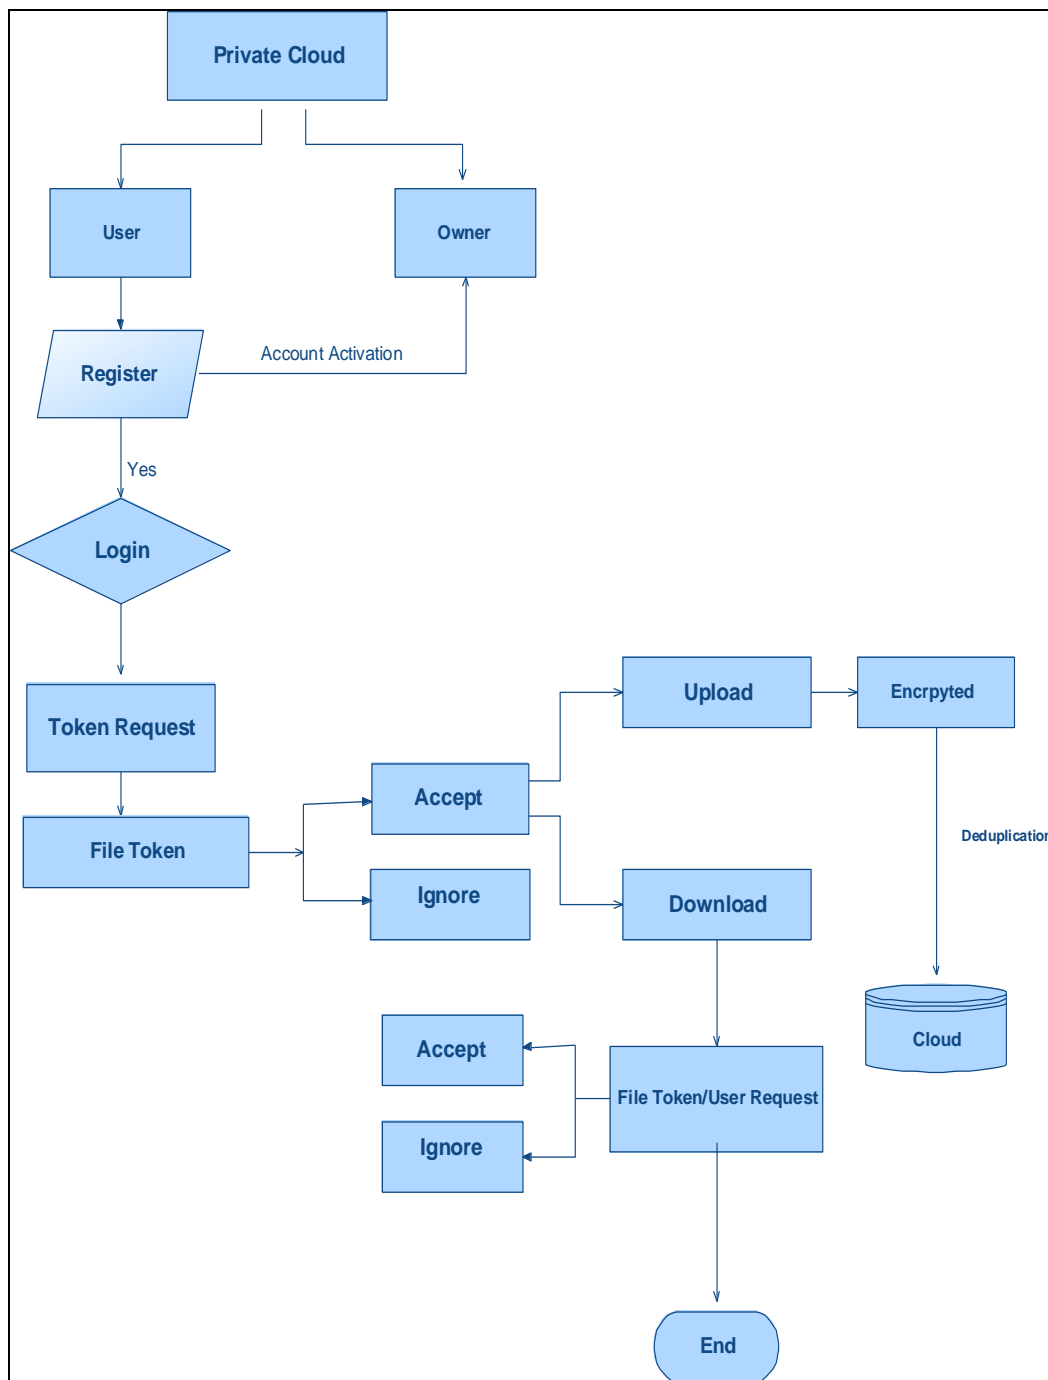 Private Cloud
User
Owner
Account Activation
Register
Yes
Login
Upload
Encrpyted
Token Request
Accept
File Token
Deduplication
Ignore
Download
Accept
Cloud
File Token/User Request
Ignore
End